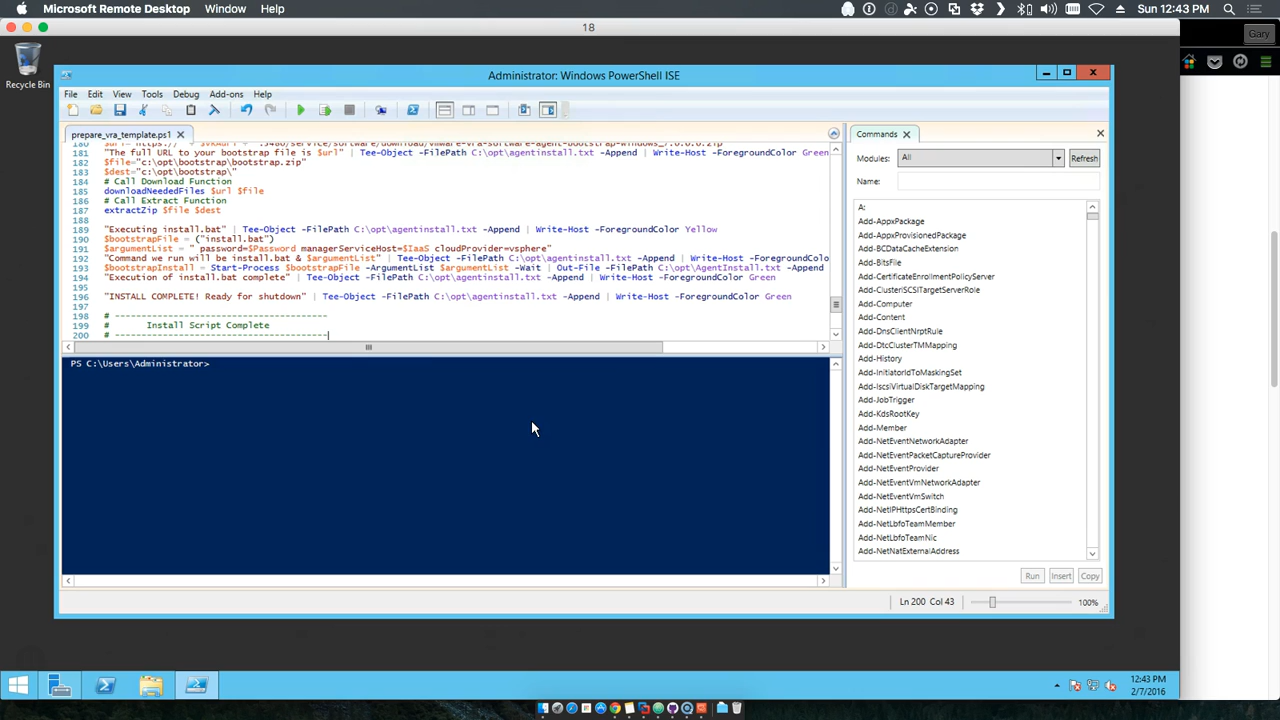 Microsoft Remote Desktop Window Help
Sun 12:43 PM
18
Gary
Recycle Bin
Administrator: Windows PowerShell ISE
File Edit View Tools Debug Add-ons Help
prepare_vra_template.ps1
181 "The full URL to your bootstrap file is $url" | Tee-Object -FilePath C:\opt\agentinstall.txt -Append | Write-Host -ForegroundColor Green
182 $file="c:\opt\bootstrap\bootstrap.zip"
183 $dest="c:\opt\bootstrap\"
184 # Call Download Function
185 downloadNeededFiles $url $file
186 # Call Extract Function
187 extractZip $file $dest
188
189 "Executing install.bat" | Tee-Object -FilePath C:\opt\agentinstall.txt -Append | Write-Host -ForegroundColor Yellow
190 $bootstrapFile = ("install.bat")
191 $argumentList = " password=$Password managerServiceHost=$IaaS cloudProvider=vsphere"
192 "Command we run will be install.bat & $argumentList" | Tee-Object -FilePath C:\opt\agentinstall.txt -Append | Write-Host -Fo
193 $bootstrapInstall = Start-Process $bootstrapFile -ArgumentList $argumentList -Wait | Out-File -FilePath C:\opt\AgentInstall.txt -Append
194 "Execution of install.bat complete" | Tee-Object -FilePath C:\opt\agentinstall.txt -Append | Write-Host -ForegroundColor Green
195
196 "INSTALL COMPLETE! Ready for shutdown" | Tee-Object -FilePath C:\opt\agentinstall.txt -Append | Write-Host -ForegroundColor Green
197
198 # ----------------------------------------
199 # Install Script Complete
200 # ----------------------------------------
PS C:\Users\Administrator>
Commands
Modules: All Refresh
Name:
A:
Add-AppxPackage
Add-AppxProvisionedPackage
Add-BCDataCacheExtension
Add-BitsFile
Add-CertificateEnrollmentPolicyServer
Add-ClusteriSCSITargetServerRole
Add-Computer
Add-Content
Add-DnsClientNrptRule
Add-DtcClusterTMMapping
Add-History
Add-InitiatorIdToMaskingSet
Add-IscsiVirtualDiskTargetMapping
Add-JobTrigger
Add-KdsRootKey
Add-Member
Add-NetEventNetworkAdapter
Add-NetEventPacketCaptureProvider
Add-NetEventProvider
Add-NetEventVmNetworkAdapter
Add-NetEventVmSwitch
Add-NetIPHttpsCertBinding
Add-NetLbfoTeamMember
Add-NetLbfoTeamNic
Add-NetNatExternalAddress
Run Insert Copy
Ln 200 Col 43 100%
12:43 PM
2/7/2016